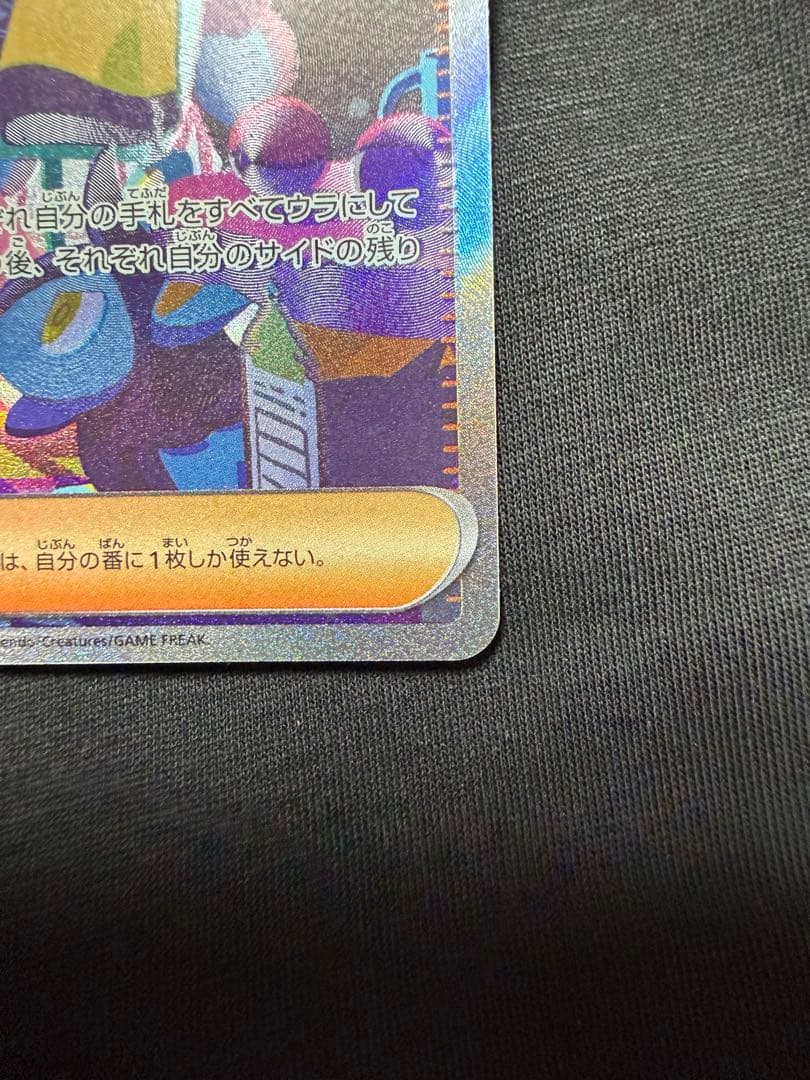 れ自分の手札をすべてウラにして
後、それぞれ自分のサイドの残り
は、自分の番に1枚しか使えない。
Creatures/GAME FREAK.